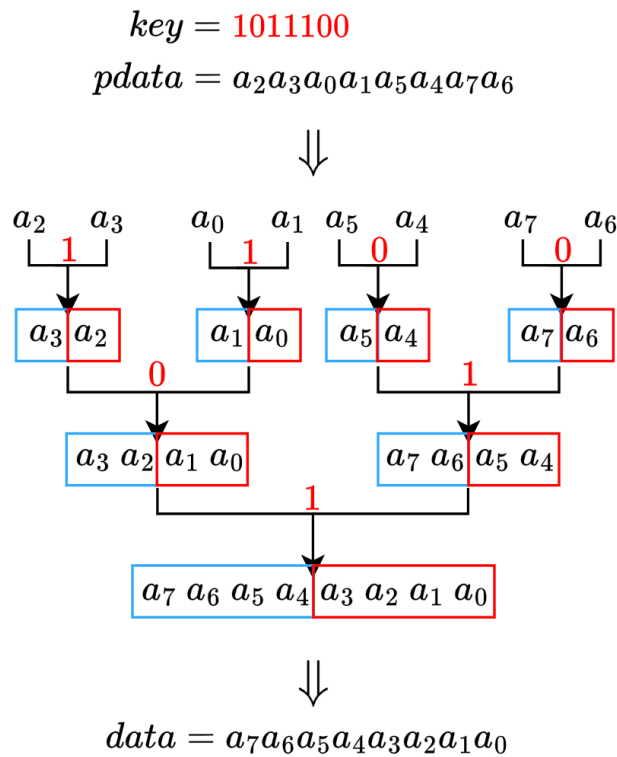 key = 1011100
pdata = a₂a₃a₀a₁a₅a₄a₇a₆
⇓
a₂ a₃ a₀ a₁ a₅ a₄ a₇ a₆
1 1 0 0
a₃ a₂ a₁ a₀ a₅ a₄ a₇ a₆
0 1
a₃ a₂ a₁ a₀ a₇ a₆ a₅ a₄
1
a₇ a₆ a₅ a₄ a₃ a₂ a₁ a₀
⇓
data = a₇a₆a₅a₄a₃a₂a₁a₀